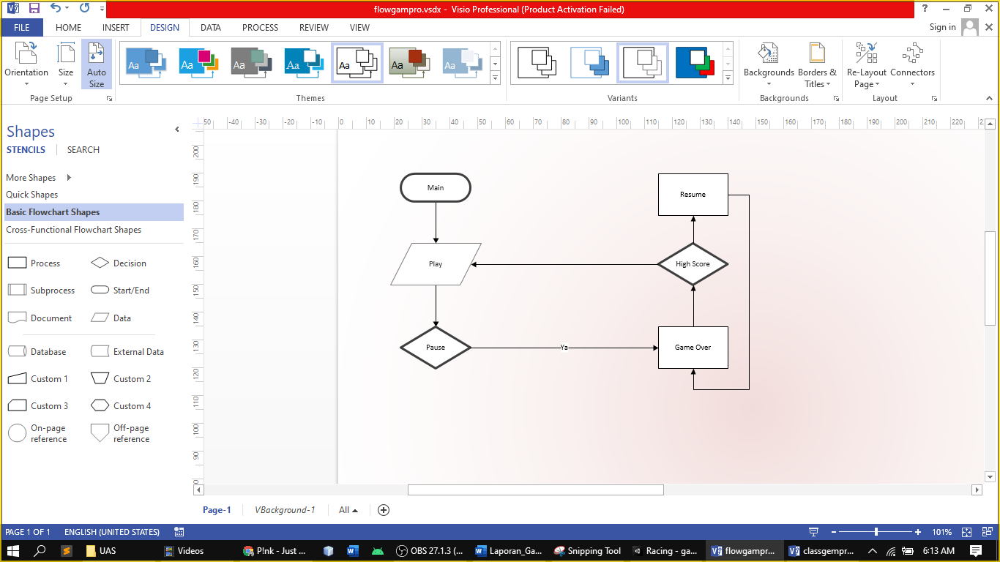 flowgampro.vsdx - Visio Professional (Product Activation Failed)
FILE HOME INSERT DESIGN DATA PROCESS REVIEW VIEW Sign in
Orientation Size Auto Size
Aa Aa Aa Aa Aa Aa Aa
Backgrounds Borders & Titles Re-Layout Page Connectors
Page Setup Themes Variants Backgrounds Layout
Shapes
STENCILS SEARCH
More Shapes
Quick Shapes
Basic Flowchart Shapes
Cross-Functional Flowchart Shapes
Process Decision
Subprocess Start/End
Document Data
Database External Data
Custom 1 Custom 2
Custom 3 Custom 4
On-page reference Off-page reference
50 -40 -30 -20 -10 0 10 20 30 40 50 60 70 80 90 100 110 120 130 140 150 160 170 180 190 200 210 220
200
190
180
170
160
150
140
130
120
110
100
90
Main
Resume
Play
High Score
Pause
Ya
Game Over
Page-1 VBackground-1 All
PAGE 1 OF 1 ENGLISH (UNITED STATES) 101%
UAS Videos P!nk - Just ... OBS 27.1.3 (... Laporan_Ga... Snipping Tool Racing - ga... flowgampr... classgempr... 6:13 AM